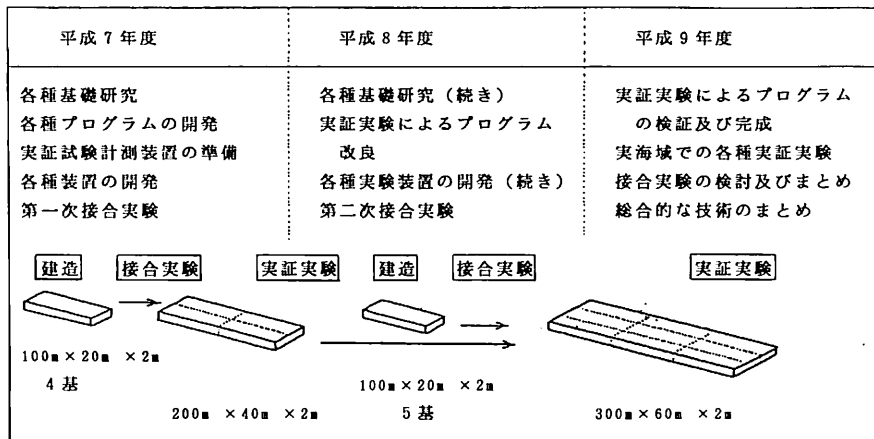 平成7年度
各種基礎研究
各種プログラムの開発
実証試験計測装置の準備
各種装置の開発
第一次接合実験
平成8年度
各種基礎研究(続き)
実証実験によるプログラム
改良
各種実験装置の開発(続き)
第二次接合実験
平成9年度
実証実験によるプログラム
の検証及び完成
実海域での各種実証実験
接合実験の検討及びまとめ
総合的な技術のまとめ
建造 接合実験 実証実験 建造 接合実験 実証実験
100m×20m ×2m
4基
200m ×40m ×2m
100m×20m ×2m
5基
300m×60m ×2m